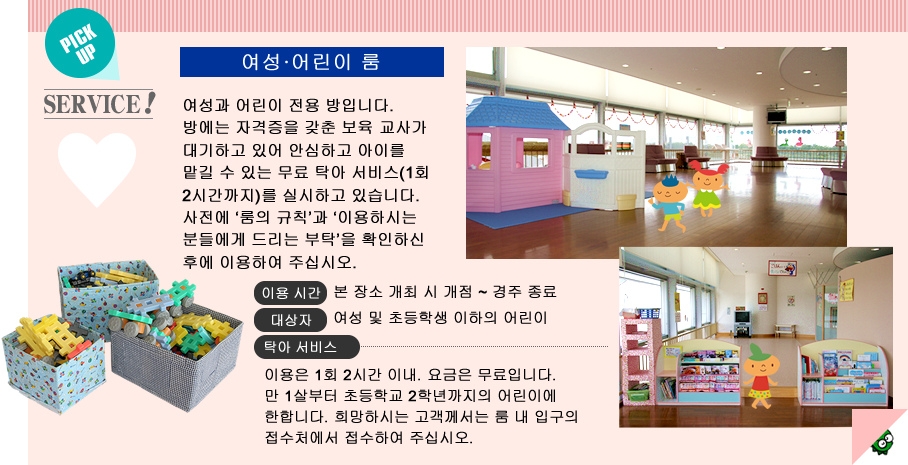 PICK
UP
SERVICE!
여성·어린이 룸
여성과 어린이 전용 방입니다.
방에는 자격증을 갖춘 보육 교사가
대기하고 있어 안심하고 아이를
맡길 수 있는 무료 탁아 서비스(1회
2시간까지)를 실시하고 있습니다.
사전에 ‘룸의 규칙’과 ‘이용하시는
분들에게 드리는 부탁’을 확인하신
후에 이용하여 주십시오.
이용 시간 본 장소 개최 시 개점 ~ 경주 종료
대상자 여성 및 초등학생 이하의 어린이
탁아 서비스
이용은 1회 2시간 이내. 요금은 무료입니다.
만 1살부터 초등학교 2학년까지의 어린이에
한합니다. 희망하시는 고객께서는 룸 내 입구의
접수처에서 접수하여 주십시오.